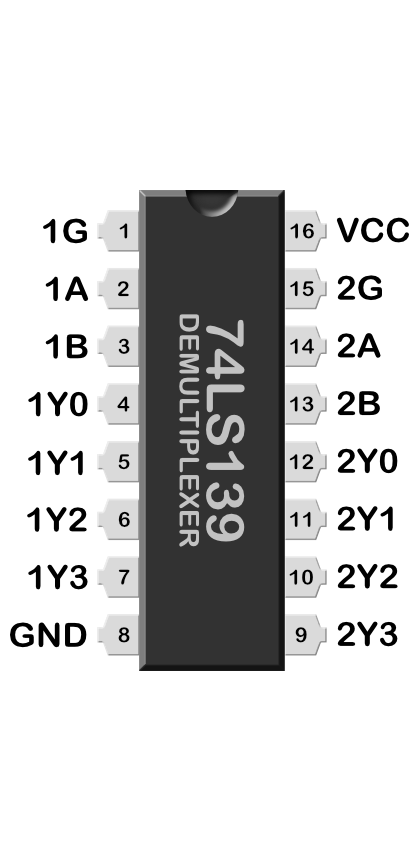 1G 1 16 VCC
1A 2 15 2G
1B 3 14 2A
1Y0 4 13 2B
1Y1 5 12 2Y0
1Y2 6 11 2Y1
1Y3 7 10 2Y2
GND 8 9 2Y3
74LS139
DEMULTIPLEXER